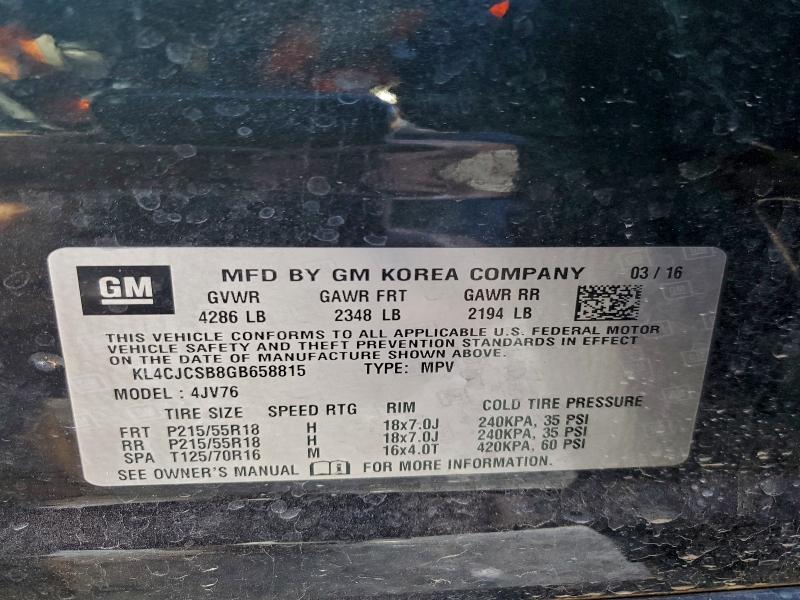 GM MFD BY GM KOREA COMPANY 03 / 16
GVWR GAWR FRT GAWR RR
4286 LB 2348 LB 2194 LB
THIS VEHICLE CONFORMS TO ALL APPLICABLE U.S. FEDERAL MOTOR
VEHICLE SAFETY AND THEFT PREVENTION STANDARDS IN EFFECT
ON THE DATE OF MANUFACTURE SHOWN ABOVE.
KL4CJCSB8GB658815 TYPE: MPV
MODEL : 4JV76
TIRE SIZE SPEED RTG RIM COLD TIRE PRESSURE
FRT P215/55R18 H 18x7.0J 240KPA, 35 PSI
RR P215/55R18 H 18x7.0J 240KPA, 35 PSI
SPA T125/70R16 M 16x4.0T 420KPA, 60 PSI
SEE OWNER'S MANUAL FOR MORE INFORMATION.